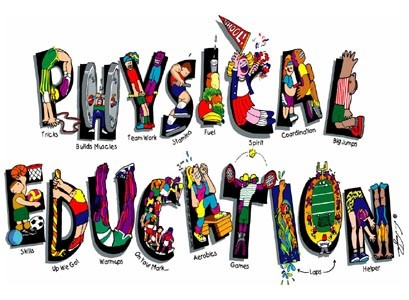 PHYSICAL
Tricks
Builds Muscles
Team Work
Stamina
Fuel
Spirit
Coordination
Big Jumps
EDUCATION
Skills
Up We Go!
Warmups
On Your Mark...
Aerobics
Games
Laps
Helper